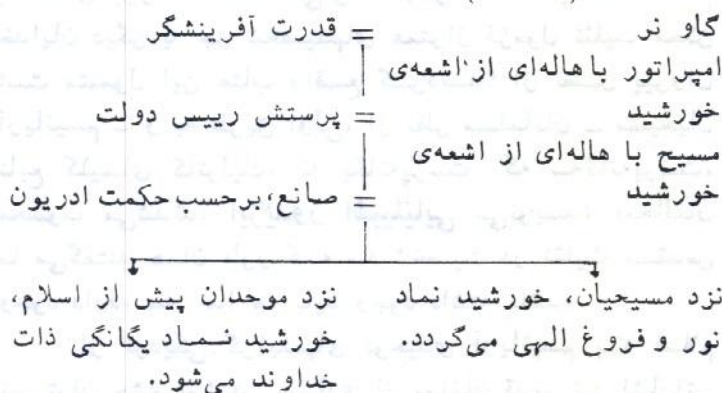 گاو نر = قدرت آفرینشگر
امپراتور با هاله‌ای از اشعه‌ی
خورشید = پرستش رییس دولت
مسیح با هاله‌ای از اشعه‌ی
خورشید = صانع، برحسب حکمت ادریون
نزد مسیحیان، خورشید نماد
نور و فروغ الهی می‌گردد.
نزد موحدان پیش از اسلام،
خورشید نمـاد یگانگی ذات
خداوند می‌شود.